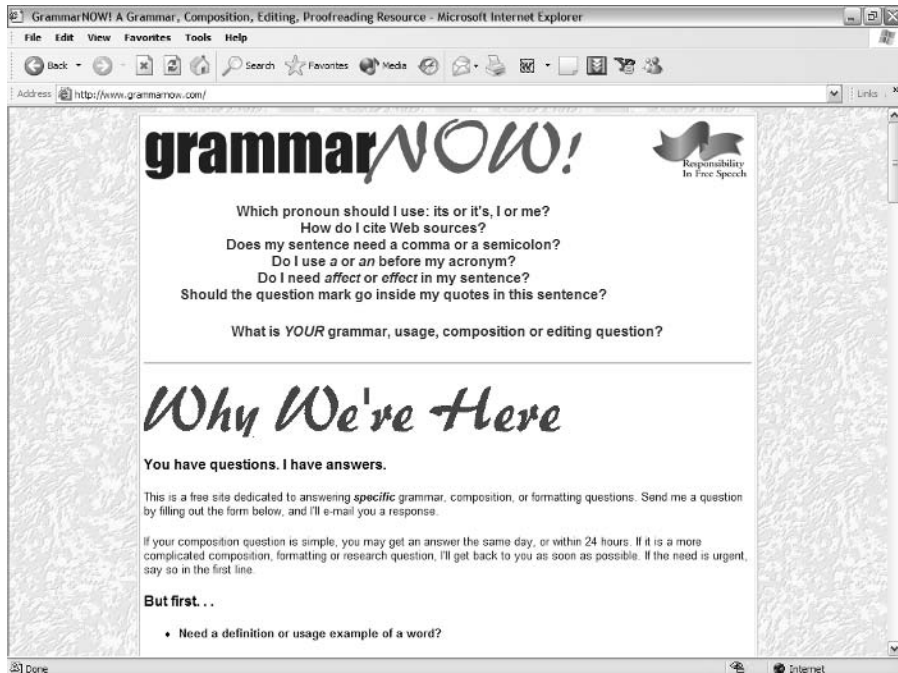 GrammarNOW! A Grammar, Composition, Editing, Proofreading Resource - Microsoft Internet Explorer
File Edit View Favorites Tools Help
Back Search Favorites Media
Address http://www.grammarnow.com/ Links
grammarNOW!
Responsibility
In Free Speech
Which pronoun should I use: its or it's, I or me?
How do I cite Web sources?
Does my sentence need a comma or a semicolon?
Do I use a or an before my acronym?
Do I need affect or effect in my sentence?
Should the question mark go inside my quotes in this sentence?
What is YOUR grammar, usage, composition or editing question?
Why We're Here
You have questions. I have answers.
This is a free site dedicated to answering specific grammar, composition, or formatting questions. Send me a question
by filling out the form below, and I'll e-mail you a response.
If your composition question is simple, you may get an answer the same day, or within 24 hours. If it is a more
complicated composition, formatting or research question, I'll get back to you as soon as possible. If the need is urgent,
say so in the first line.
But first. . .
♦ Need a definition or usage example of a word?
Done Internet